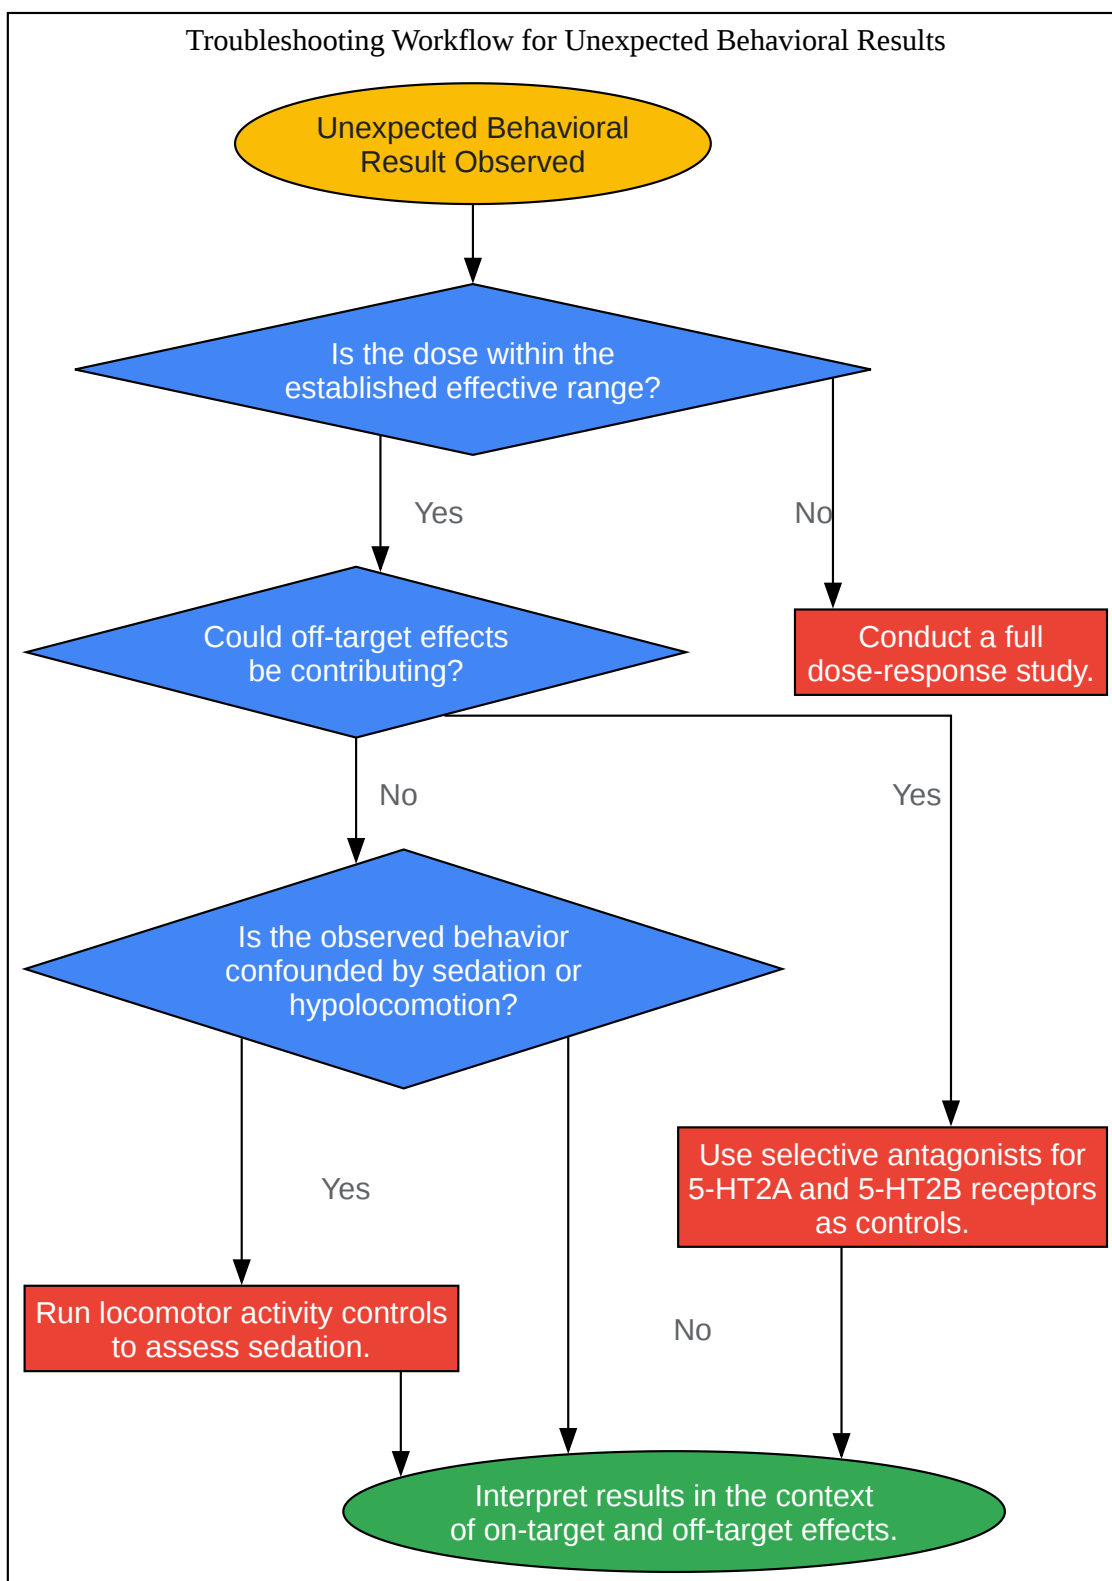 Troubleshooting Workflow for Unexpected Behavioral Results
Unexpected Behavioral
Result Observed
Is the dose within the
established effective range?
Yes
No
Could off-target effects
be contributing?
Conduct a full
dose-response study.
No
Yes
Is the observed behavior
confounded by sedation or
hypolocomotion?
Use selective antagonists for
5-HT2A and 5-HT2B receptors
as controls.
Yes
Run locomotor activity controls
to assess sedation.
No
Interpret results in the context
of on-target and off-target effects.